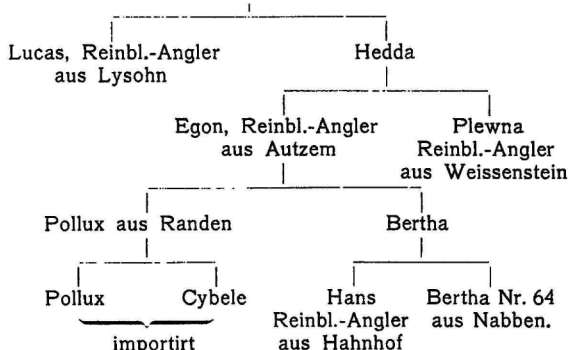 Lucas, Reinbl.-Angler Hedda
aus Lysohn
Egon, Reinbl.-Angler Plewna
aus Autzem Reinbl.-Angler
aus Weissenstein
Pollux aus Randen Bertha
Pollux Cybele Hans Bertha Nr. 64
Reinbl.-Angler aus Nabben.
importirt aus Hahnhof